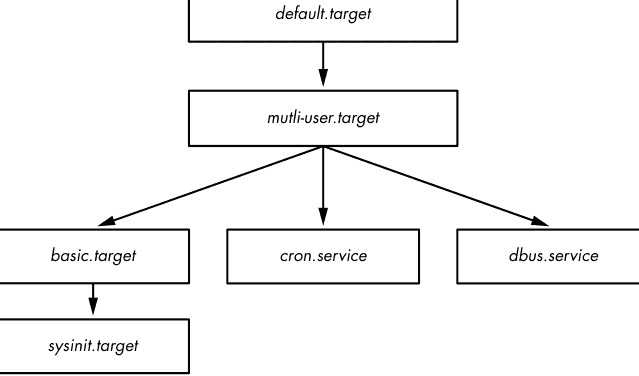 default.target
mutli-user.target
basic.target
cron.service
dbus.service
sysinit.target